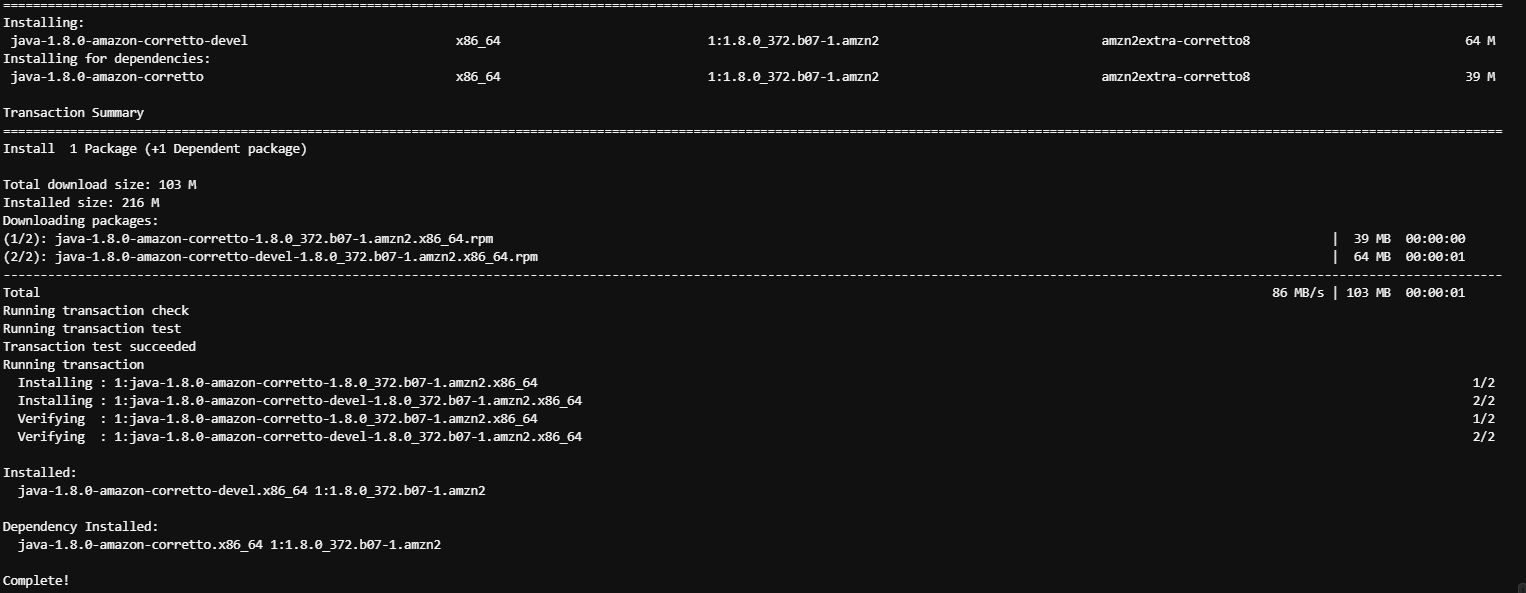 ================================================================================
Installing:
java-1.8.0-amazon-corretto-devel x86_64 1:1.8.0_372.b07-1.amzn2 amzn2extra-corretto8 64 M
Installing for dependencies:
java-1.8.0-amazon-corretto x86_64 1:1.8.0_372.b07-1.amzn2 amzn2extra-corretto8 39 M
Transaction Summary
================================================================================
Install 1 Package (+1 Dependent package)
Total download size: 103 M
Installed size: 216 M
Downloading packages:
(1/2): java-1.8.0-amazon-corretto-1.8.0_372.b07-1.amzn2.x86_64.rpm | 39 MB 00:00:00
(2/2): java-1.8.0-amazon-corretto-devel-1.8.0_372.b07-1.amzn2.x86_64.rpm | 64 MB 00:00:01
--------------------------------------------------------------------------------
Total 86 MB/s | 103 MB 00:00:01
Running transaction check
Running transaction test
Transaction test succeeded
Running transaction
Installing : 1:java-1.8.0-amazon-corretto-1.8.0_372.b07-1.amzn2.x86_64 1/2
Installing : 1:java-1.8.0-amazon-corretto-devel-1.8.0_372.b07-1.amzn2.x86_64 2/2
Verifying : 1:java-1.8.0-amazon-corretto-1.8.0_372.b07-1.amzn2.x86_64 1/2
Verifying : 1:java-1.8.0-amazon-corretto-devel-1.8.0_372.b07-1.amzn2.x86_64 2/2
Installed:
java-1.8.0-amazon-corretto-devel.x86_64 1:1.8.0_372.b07-1.amzn2
Dependency Installed:
java-1.8.0-amazon-corretto.x86_64 1:1.8.0_372.b07-1.amzn2
Complete!